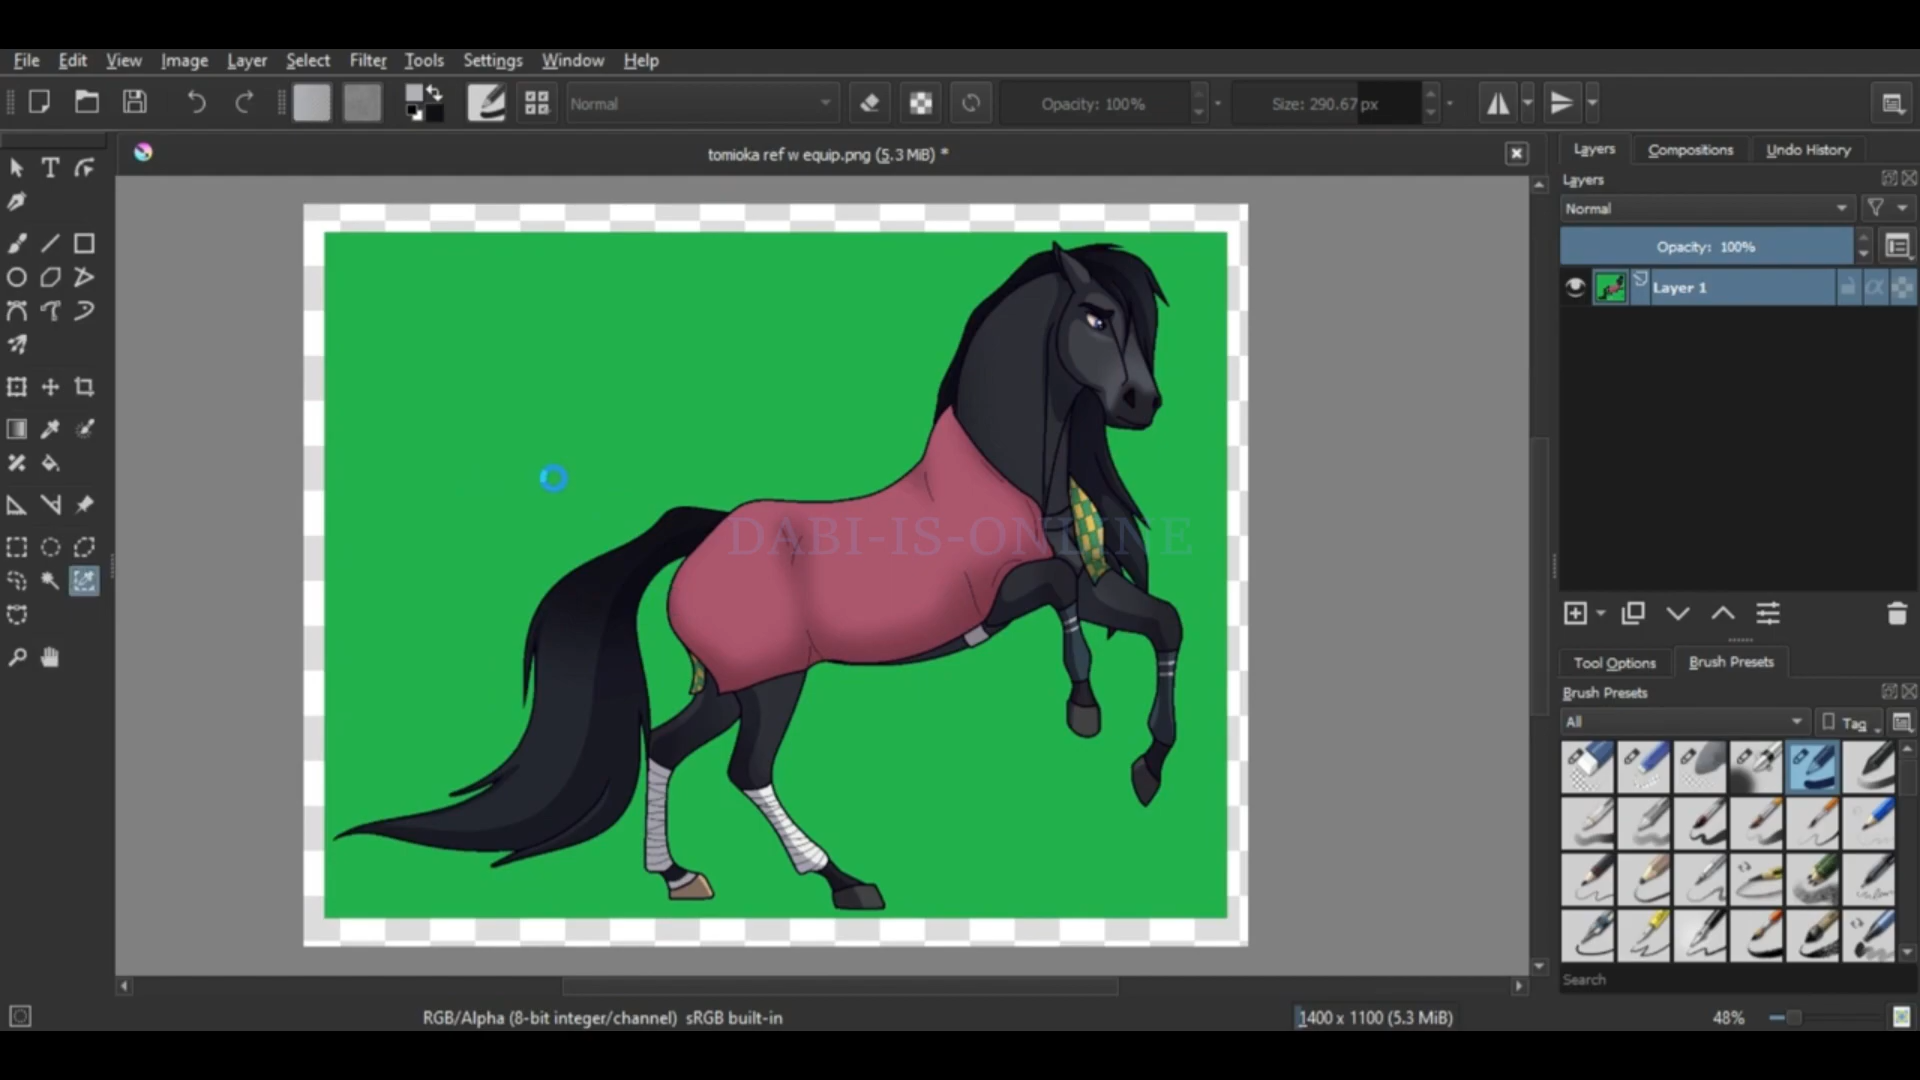 File Edit View Image Layer Select Filter Tools Settings Window Help
Normal Opacity: 100% Size: 290.67 px
tomioka ref w equip.png (5.3 MiB) *
Layers Compositions Undo History
Layers
Normal
Opacity: 100%
Layer 1
DABI-IS-ONLINE
Tool Options Brush Presets
Brush Presets
All Tag
Search
RGB/Alpha (8-bit integer/channel) sRGB built-in 1400 x 1100 (5.3 MiB) 48%